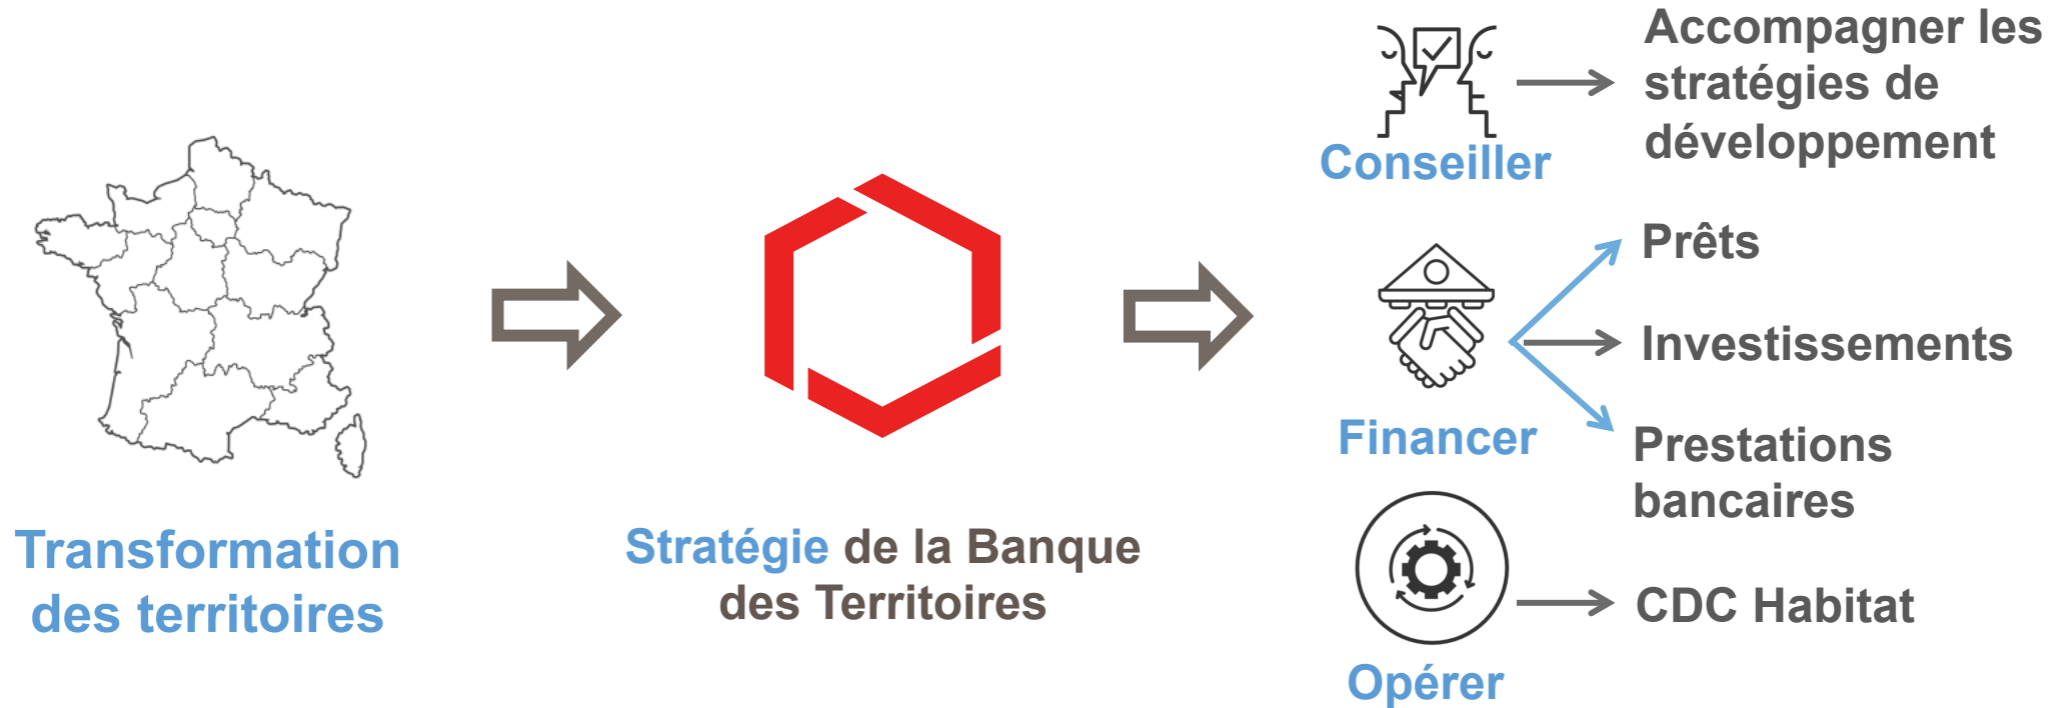 Transformation
des territoires
Stratégie de la Banque
des Territoires
Conseiller
Accompagner les
stratégies de
développement
Financer
Prêts
Investissements
Prestations
bancaires
Opérer
CDC Habitat